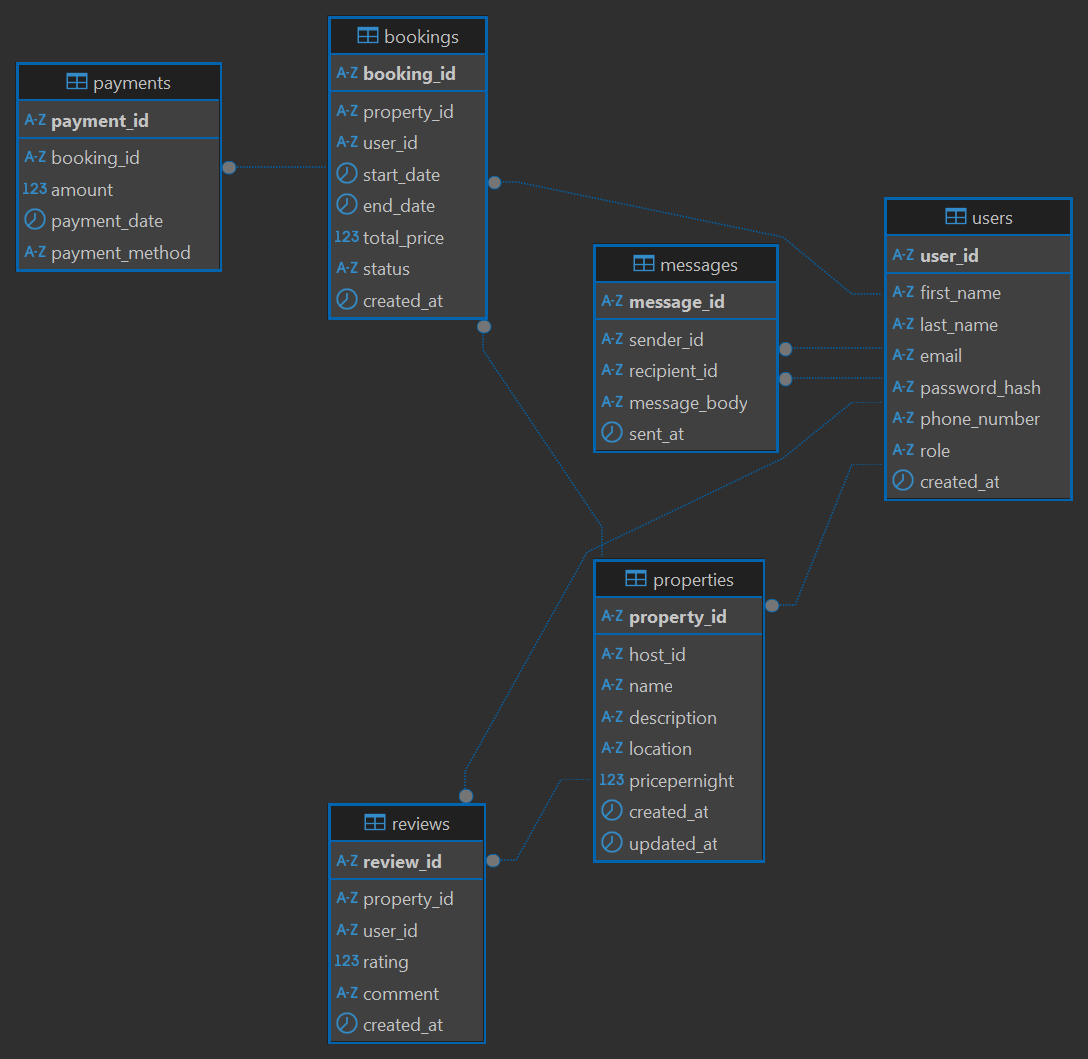 payments
A-Z payment_id
A-Z booking_id
123 amount
payment_date
A-Z payment_method
bookings
A-Z booking_id
A-Z property_id
A-Z user_id
start_date
end_date
123 total_price
A-Z status
created_at
messages
A-Z message_id
A-Z sender_id
A-Z recipient_id
A-Z message_body
sent_at
users
A-Z user_id
A-Z first_name
A-Z last_name
A-Z email
A-Z password_hash
A-Z phone_number
A-Z role
created_at
properties
A-Z property_id
A-Z host_id
A-Z name
A-Z description
A-Z location
123 pricepernight
created_at
updated_at
reviews
A-Z review_id
A-Z property_id
A-Z user_id
123 rating
A-Z comment
created_at